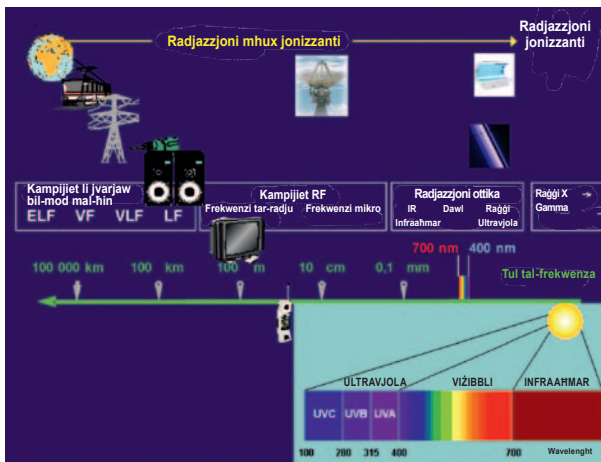 Radjazzjoni mhux jonizzanti
Radjazzjoni
jonizzanti
Kampijiet li jvarjaw
bil-mod mal-ħin
ELF VF VLF LF
Kampijiet RF
Frekwenzi tar-radju Frekwenzi mikro
Radjazzjoni ottika
IR Dawl Raġġi
Infraaħmar Ultravjola
Raġġi X
Gamma
700 nm 400 nm
100 000 km 100 km 100 m 10 cm 0,1 mm
Tul tal-frekwenza
ULTRAVJOLA VIŻIBBLI INFRAAĦMAR
UVC UVB UVA
100 280 315 400 700 Wavelenght